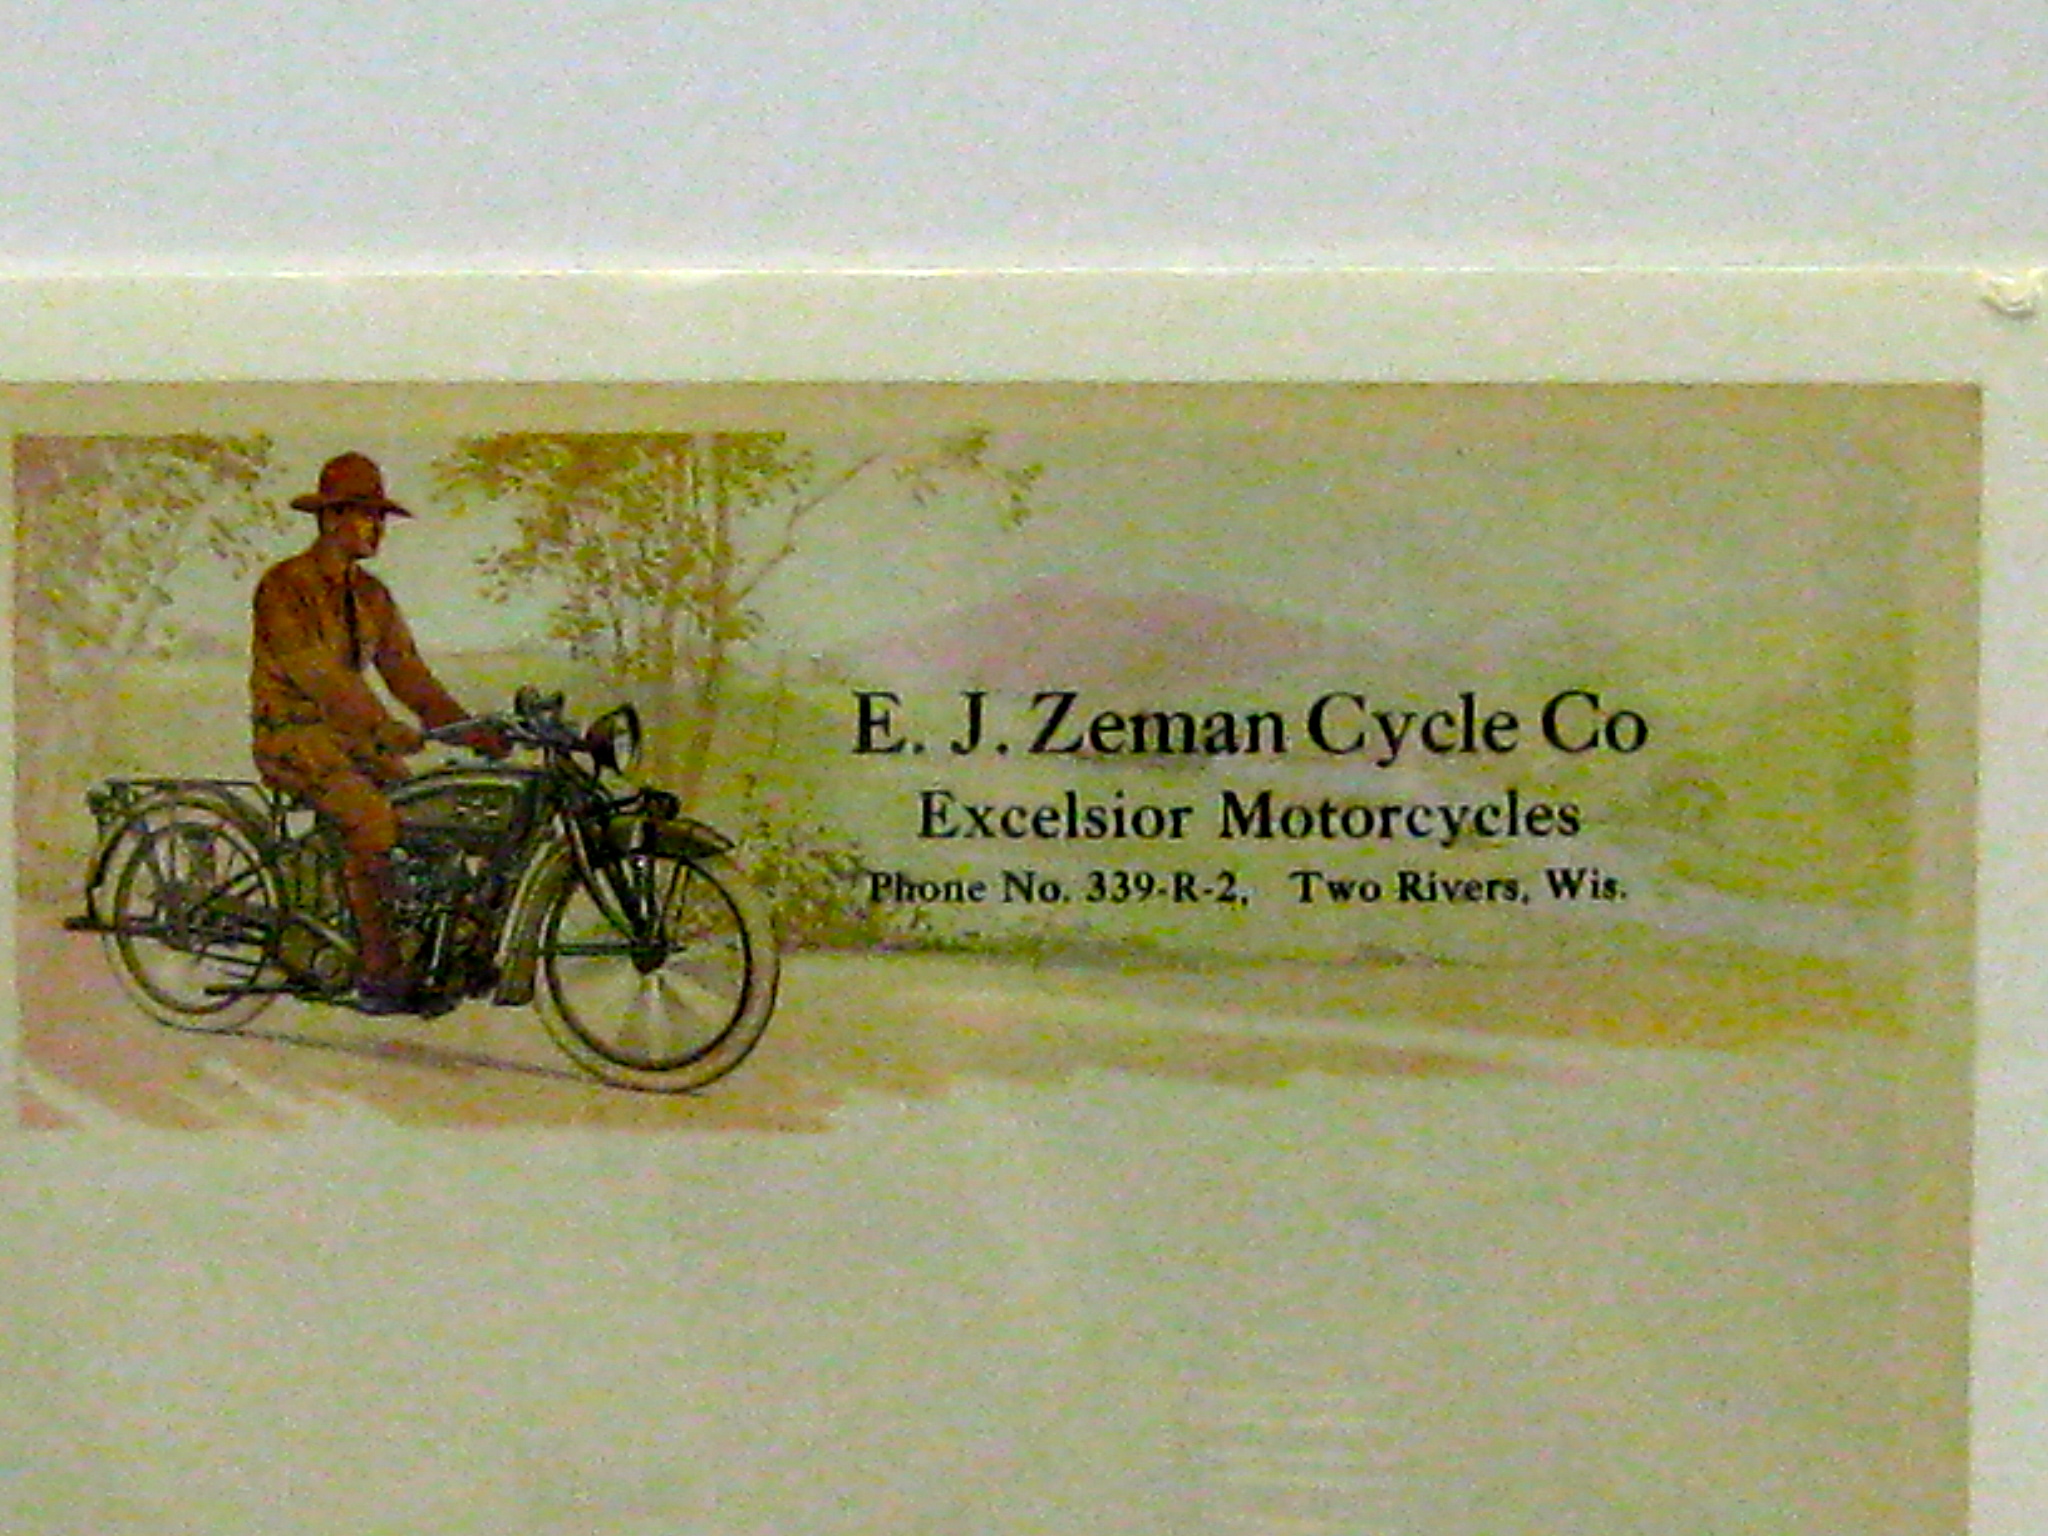 E. J. Zeman Cycle Co
Excelsior Motorcycles
Phone No. 339-R-2, Two Rivers, Wis.